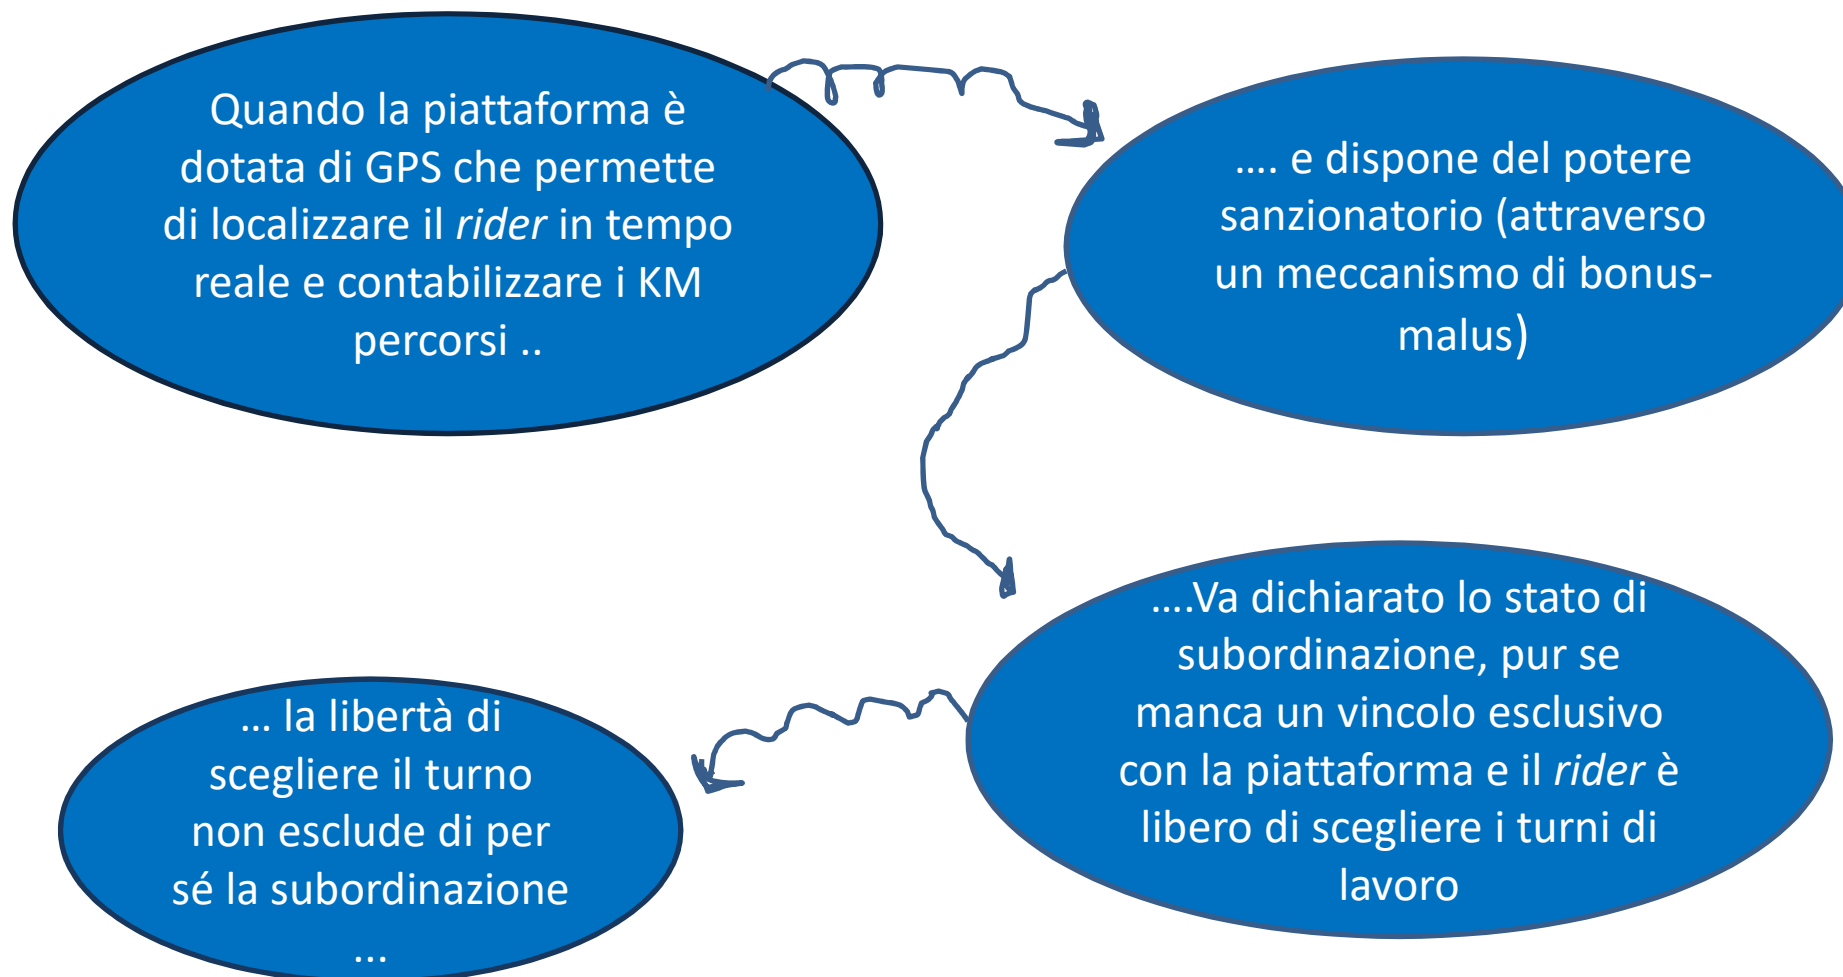 Quando la piattaforma è
dotata di GPS che permette
di localizzare il rider in tempo
reale e contabilizzare i KM
percorsi ..
…. e dispone del potere
sanzionatorio (attraverso
un meccanismo di bonus-
malus)
….Va dichiarato lo stato di
subordinazione, pur se
manca un vincolo esclusivo
con la piattaforma e il rider è
libero di scegliere i turni di
lavoro
… la libertà di
scegliere il turno
non esclude di per
sé la subordinazione
…